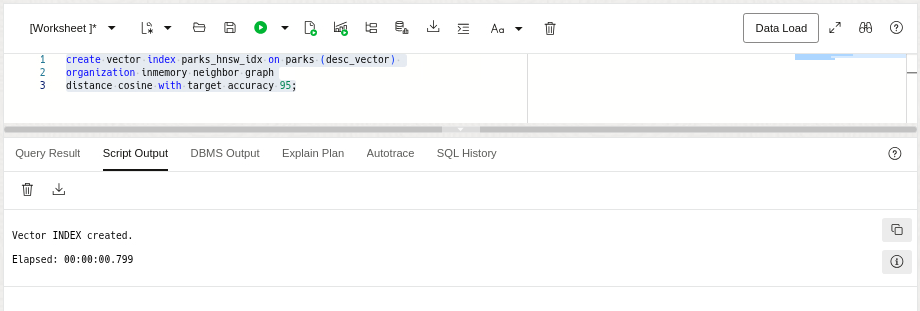 [Worksheet ]*
Aa
Data Load
1 create vector index parks_hnsw_idx on parks (desc_vector)
2 organization inmemory neighbor graph
3 distance cosine with target accuracy 95;
Query Result Script Output DBMS Output Explain Plan Autotrace SQL History
Vector INDEX created.
Elapsed: 00:00:00.799